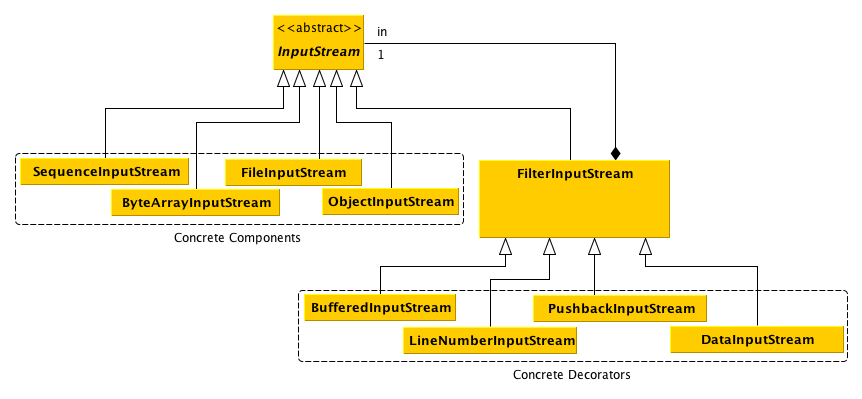 <<abstract>>
InputStream
in
1
SequenceInputStream
FileInputStream
ByteArrayInputStream
ObjectInputStream
Concrete Components
FilterInputStream
BufferedInputStream
PushbackInputStream
LineNumberInputStream
DataInputStream
Concrete Decorators